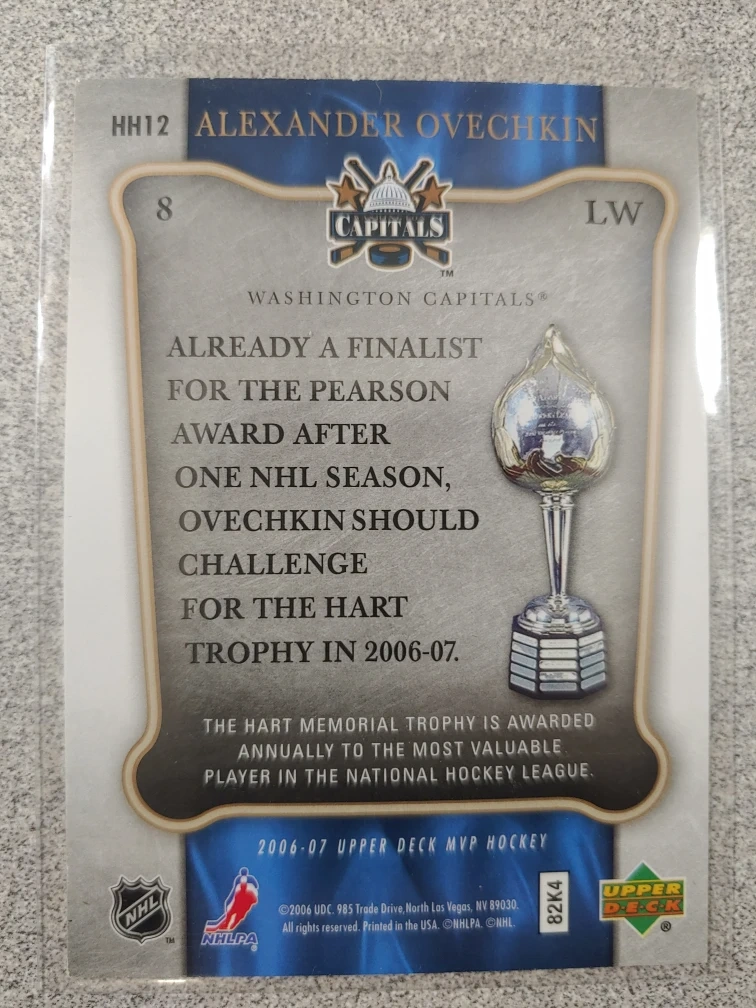 HH12 ALEXANDER OVECHKIN
8
LW
CAPITALS
TM
WASHINGTON CAPITALS®
ALREADY A FINALIST
FOR THE PEARSON
AWARD AFTER
ONE NHL SEASON,
OVECHKIN SHOULD
CHALLENGE
FOR THE HART
TROPHY IN 2006-07.
THE HART MEMORIAL TROPHY IS AWARDED
ANNUALLY TO THE MOST VALUABLE
PLAYER IN THE NATIONAL HOCKEY LEAGUE.
2006-07 UPPER DECK MVP HOCKEY
NHL
TM
NHLPA
©2006 UDC. 985 Trade Drive, North Las Vegas, NV 89030.
All rights reserved. Printed in the USA. ©NHLPA. ©NHL.
82K4
UPPER
D·E·C·K
®